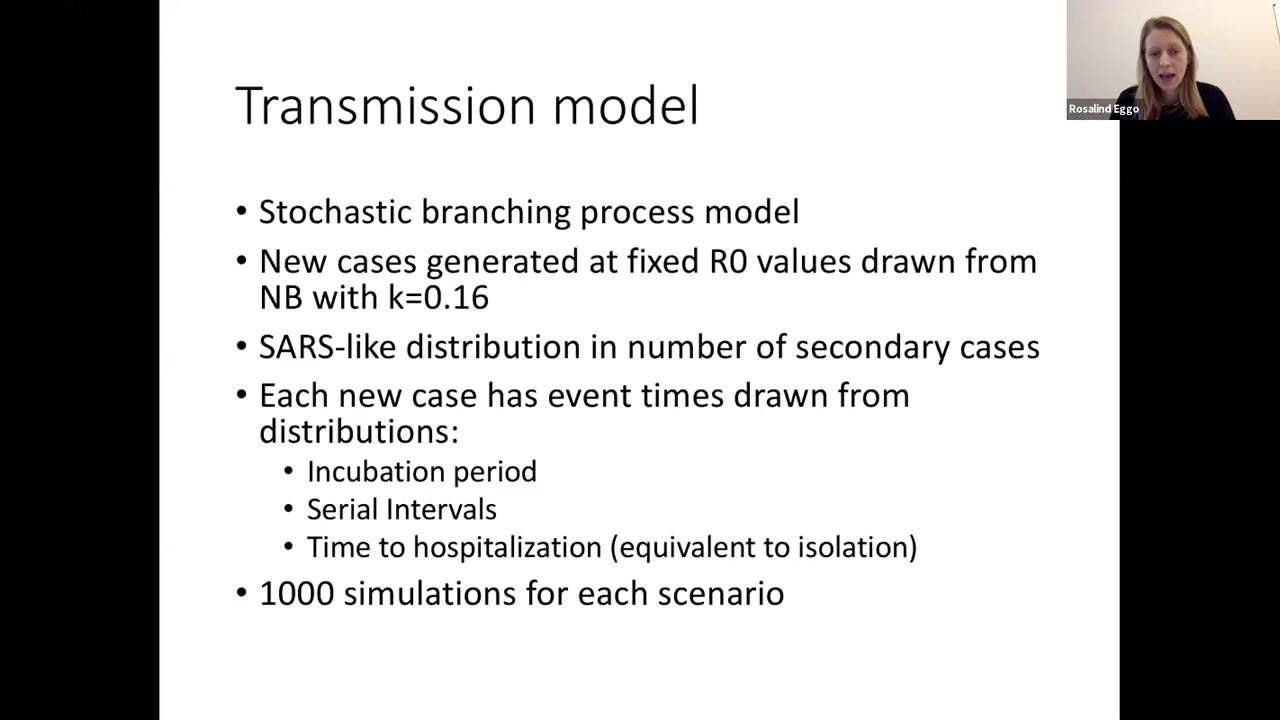 Transmission model
Rosalind Eggo
• Stochastic branching process model
• New cases generated at fixed R0 values drawn from
NB with k=0.16
• SARS-like distribution in number of secondary cases
• Each new case has event times drawn from
distributions:
• Incubation period
• Serial Intervals
• Time to hospitalization (equivalent to isolation)
• 1000 simulations for each scenario